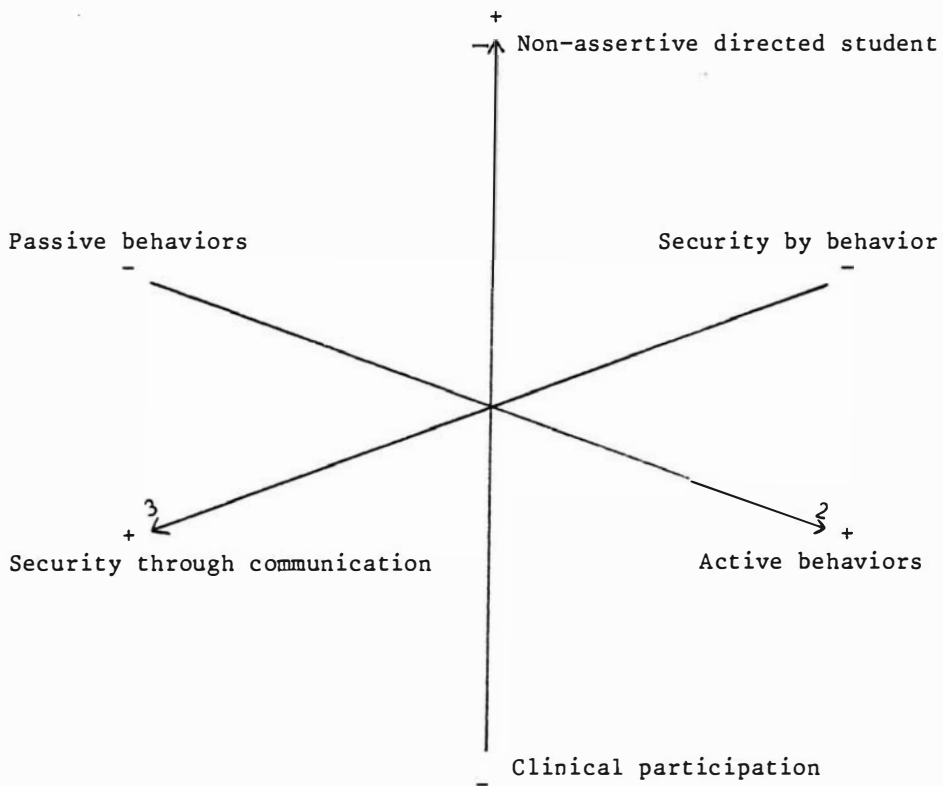 +
- Non-assertive directed student
Passive behaviors
Security by behavior
-
-
3
2
+
+
Security through communication
Active behaviors
Clinical participation
-